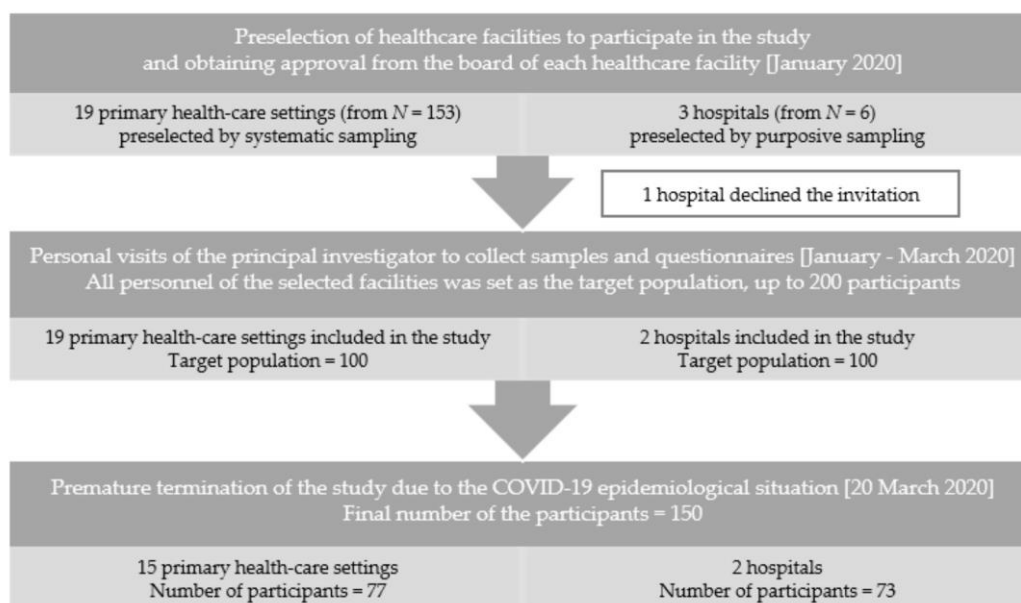 Preselection of healthcare facilities to participate in the study
and obtaining approval from the board of each healthcare facility [January 2020]
19 primary health-care settings (from N = 153)
preselected by systematic sampling
3 hospitals (from N = 6)
preselected by purposive sampling
1 hospital declined the invitation
Personal visits of the principal investigator to collect samples and questionnaires [January - March 2020]
All personnel of the selected facilities was set as the target population, up to 200 participants
19 primary health-care settings included in the study
Target population = 100
2 hospitals included in the study
Target population = 100
Premature termination of the study due to the COVID-19 epidemiological situation [20 March 2020]
Final number of the participants = 150
15 primary health-care settings
Number of participants = 77
2 hospitals
Number of participants = 73